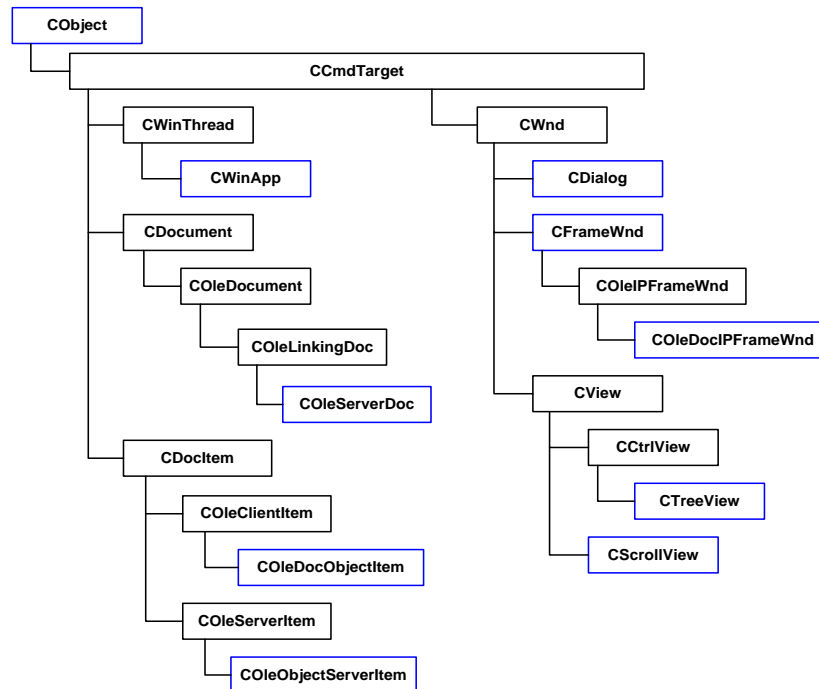 CObject
CCmdTarget
CWinThread
CWnd
CWinApp
CDialog
CDocument
CFrameWnd
COleDocument
COleIPFrameWnd
COleLinkingDoc
COleDocIPFrameWnd
COleServerDoc
CView
CDocItem
CCtrlView
COleClientItem
CTreeView
COleDocObjectItem
CScrollView
COleServerItem
COleObjectServerItem